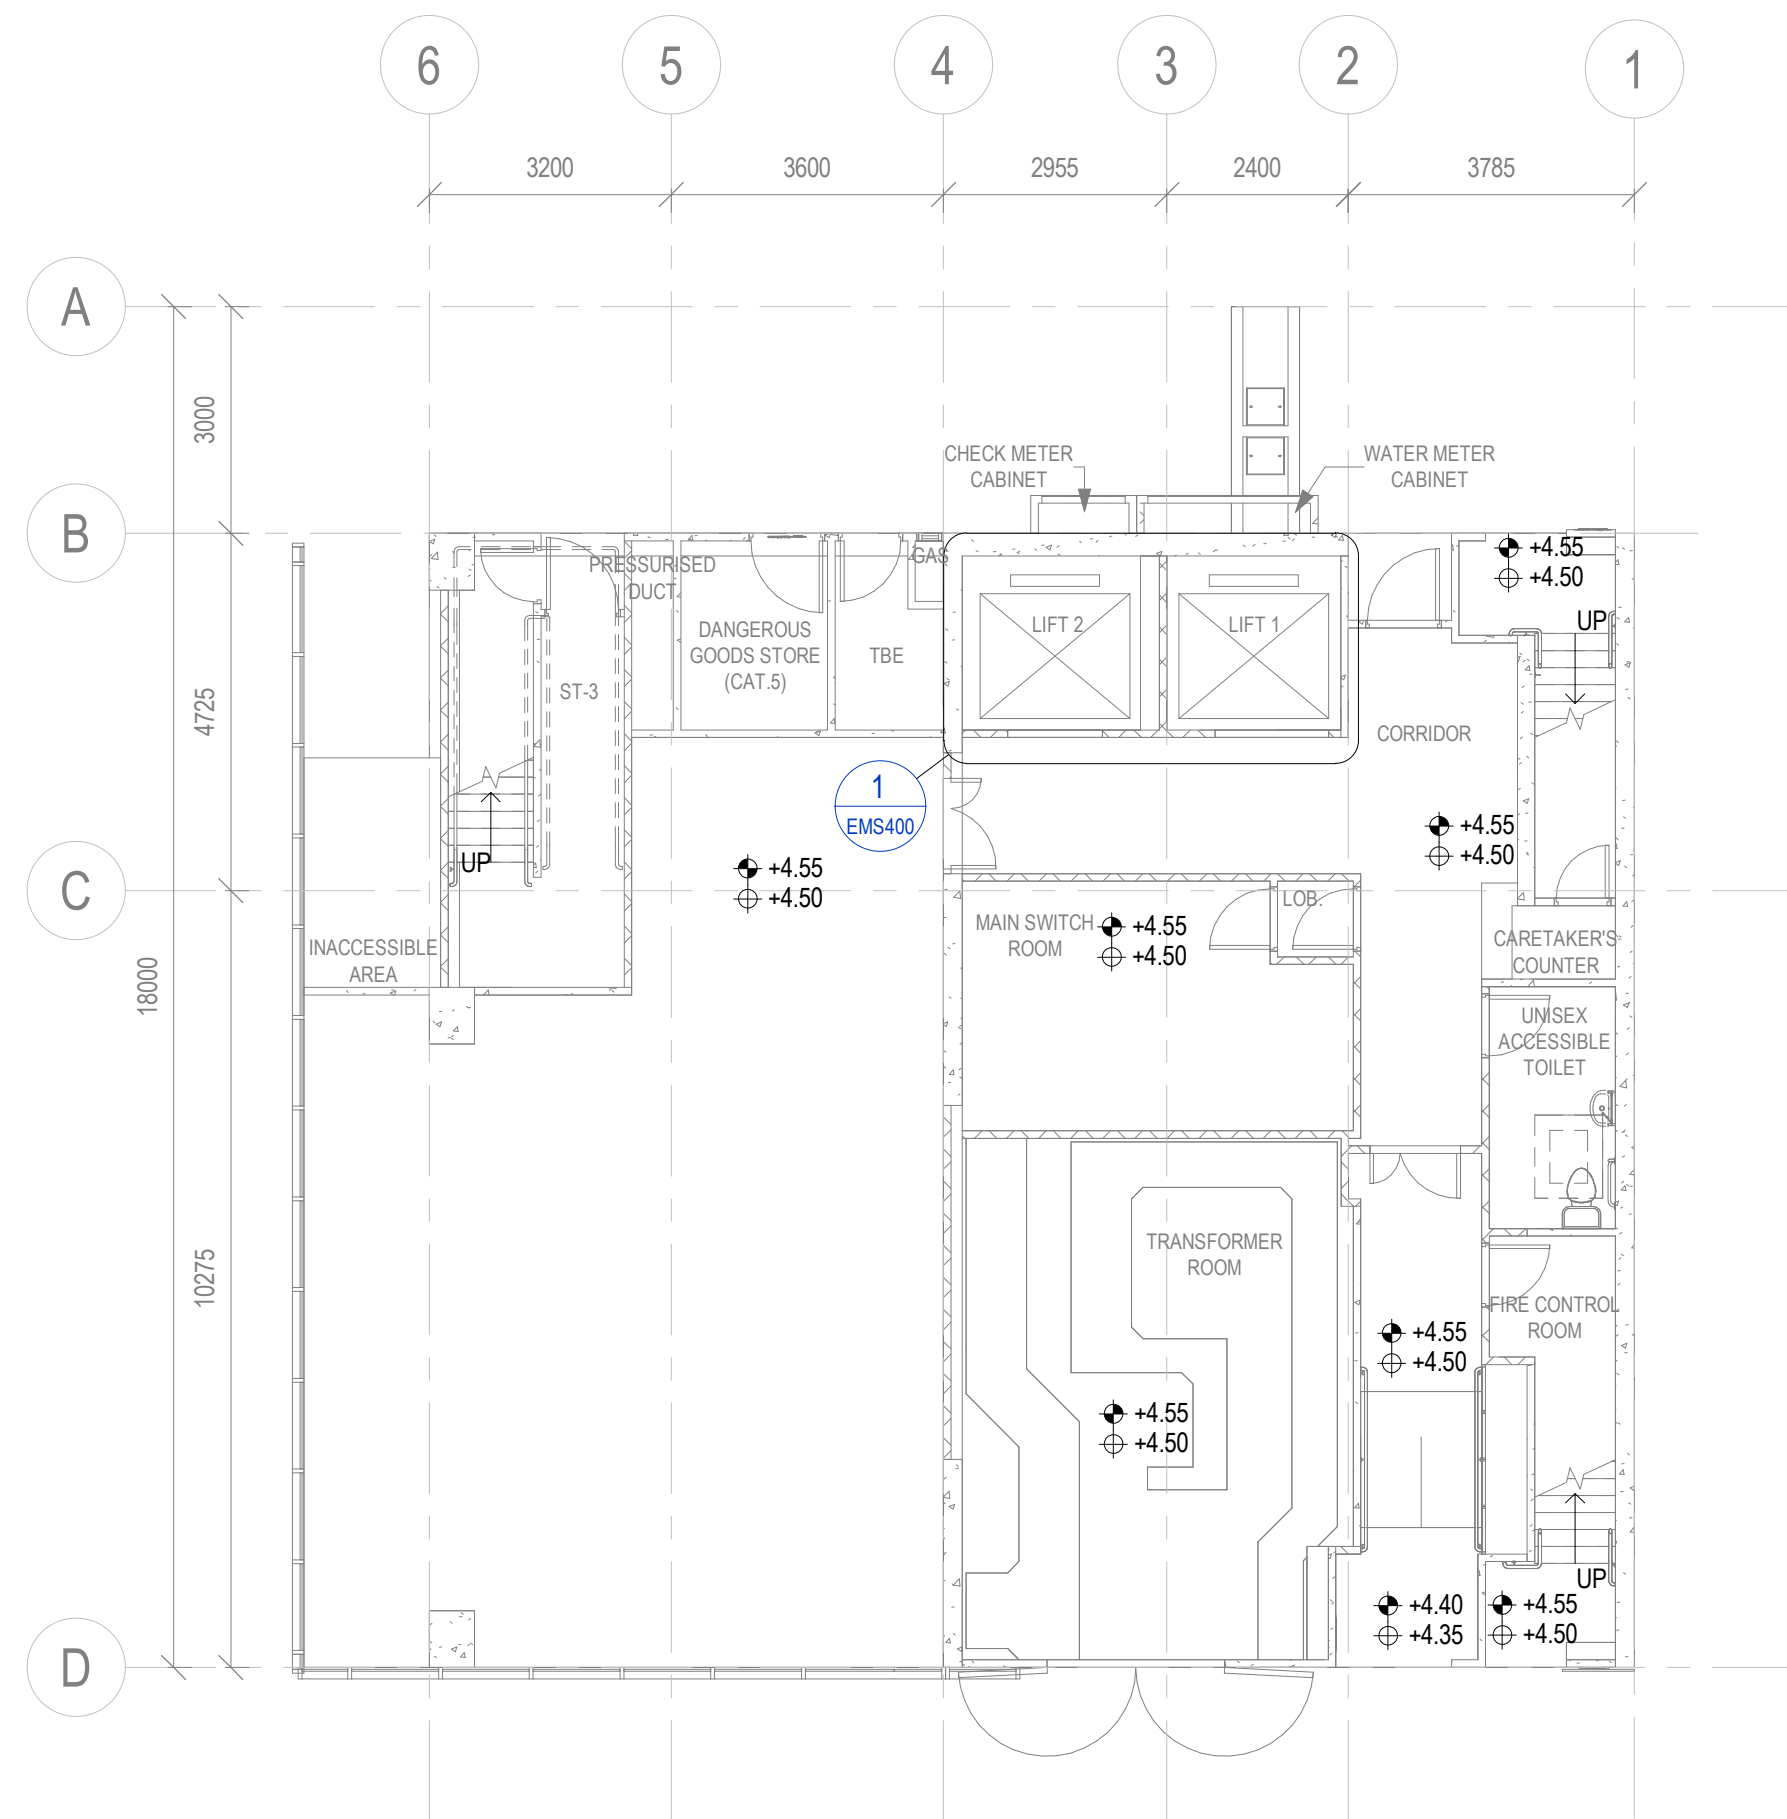 6
5
4
3
2
1
3200
3600
2955
2400
3785
A
3000
CHECK METER
CABINET
WATER METER
CABINET
B
+4.55
+4.50
UP
PRESSURISED
DUCT
GAS
DANGEROUS
GOODS STORE
(CAT.5)
TBE
LIFT 2
LIFT 1
ST-3
4725
CORRIDOR
1
EMS400
+4.55
+4.50
UP
+4.55
+4.50
C
LOB.
MAIN SWITCH
ROOM
+4.55
+4.50
INACCESSIBLE
AREA
CARETAKER'S
COUNTER
18000
UNISEX
ACCESSIBLE
TOILET
10275
TRANSFORMER
ROOM
FIRE CONTROL
ROOM
+4.55
+4.50
+4.55
+4.50
UP
+4.40
+4.35
+4.55
+4.50
D